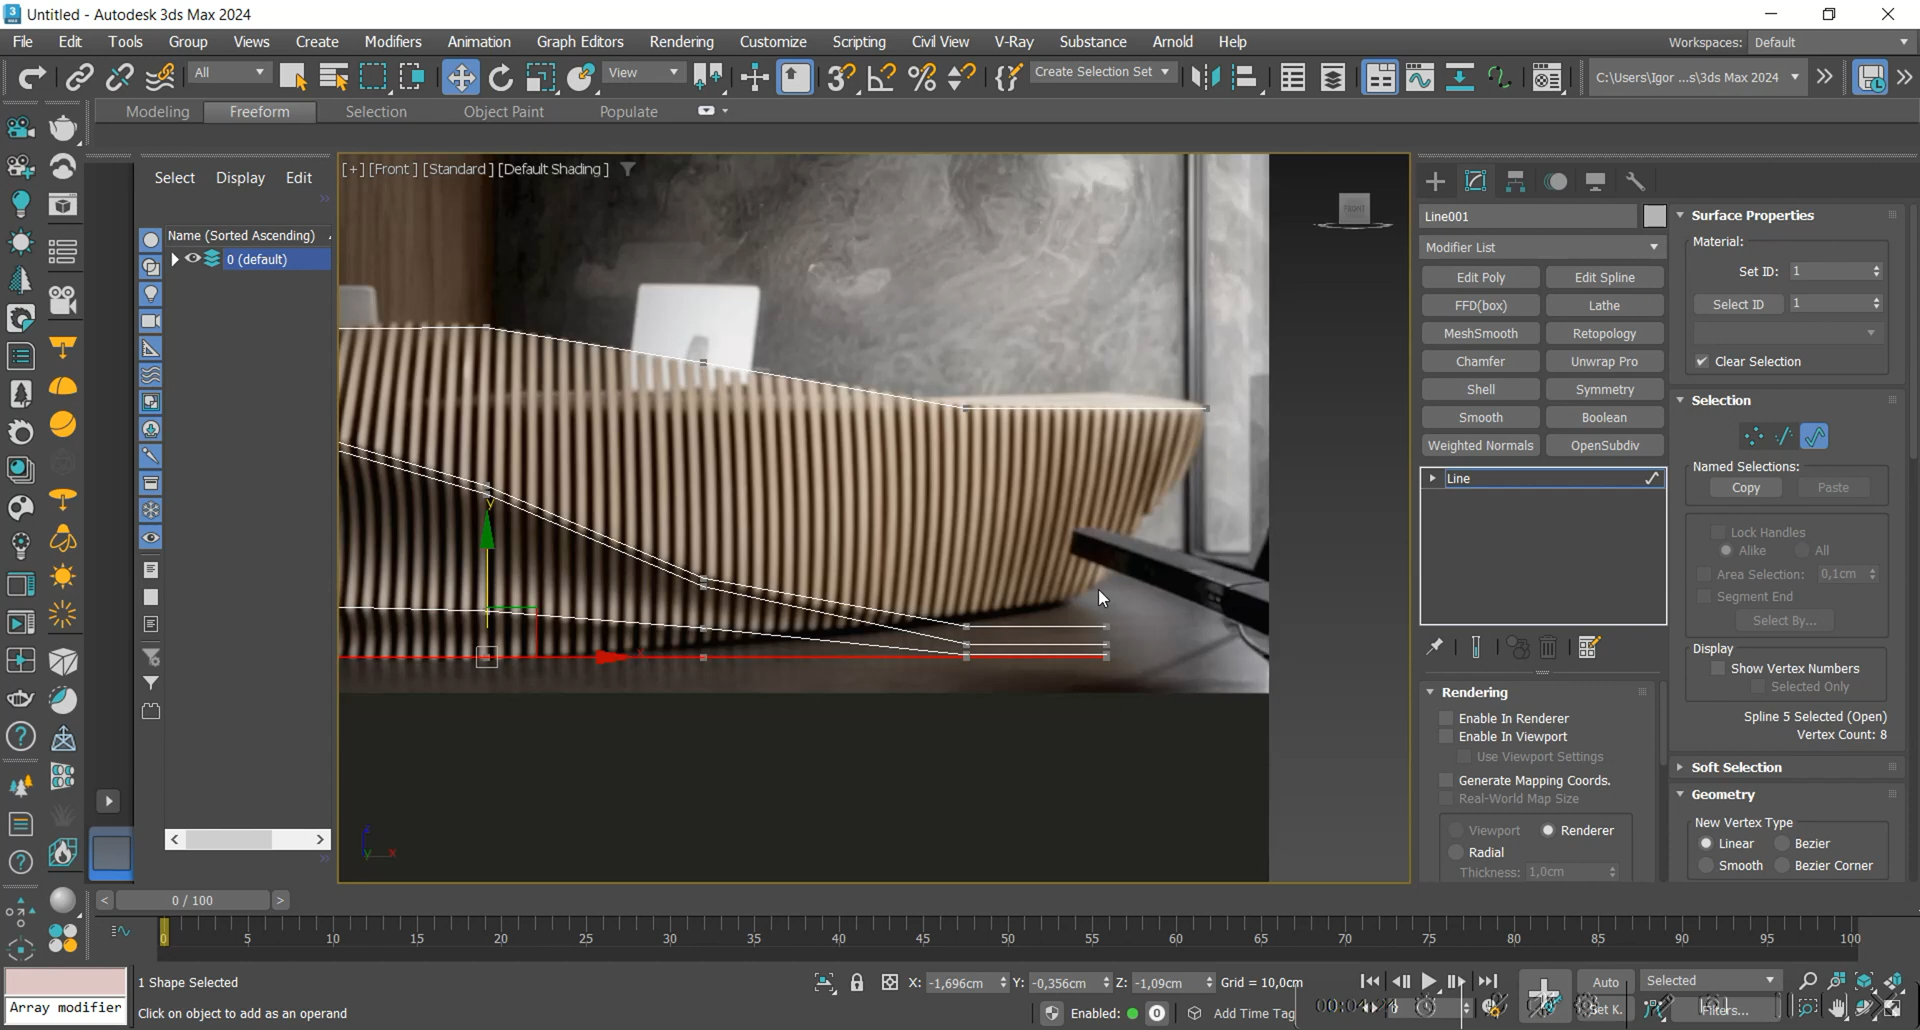 Untitled - Autodesk 3ds Max 2024
File Edit Tools Group Views Create Modifiers Animation Graph Editors Rendering Customize Scripting Civil View V-Ray Substance Arnold Help
Workspaces: Default
All View Create Selection Set C:\Users\Igor ...s\3ds Max 2024
Modeling Freeform Selection Object Paint Populate
Select Display Edit
[+] [Front ] [Standard ] [Default Shading ]
FRONT
Name (Sorted Ascending)
0 (default)
Line001
Modifier List
Edit Poly Edit Spline
FFD(box) Lathe
MeshSmooth Retopology
Chamfer Unwrap Pro
Shell Symmetry
Smooth Boolean
Weighted Normals OpenSubdiv
Line
Rendering
Enable In Renderer
Enable In Viewport
Use Viewport Settings
Generate Mapping Coords.
Real-World Map Size
Viewport Renderer
Radial
Thickness: 1,0cm
Surface Properties
Material:
Set ID: 1
Select ID 1
Clear Selection
Selection
Named Selections:
Copy Paste
Lock Handles
Alike All
Area Selection: 0,1cm
Segment End
Select By...
Display
Show Vertex Numbers
Selected Only
Spline 5 Selected (Open)
Vertex Count: 8
Soft Selection
Geometry
New Vertex Type
Linear Bezier
Smooth Bezier Corner
y
x
z
y x
0 / 100
0 5 10 15 20 25 30 35 40 45 50 55 60 65 70 75 80 85 90 95 100
1 Shape Selected
X: -1,696cm Y: -0,356cm Z: -1,09cm Grid = 10,0cm
Auto Selected
Array modifier
Click on object to add as an operand
Enabled: 0 Add Time Tag
Set K. Filters...